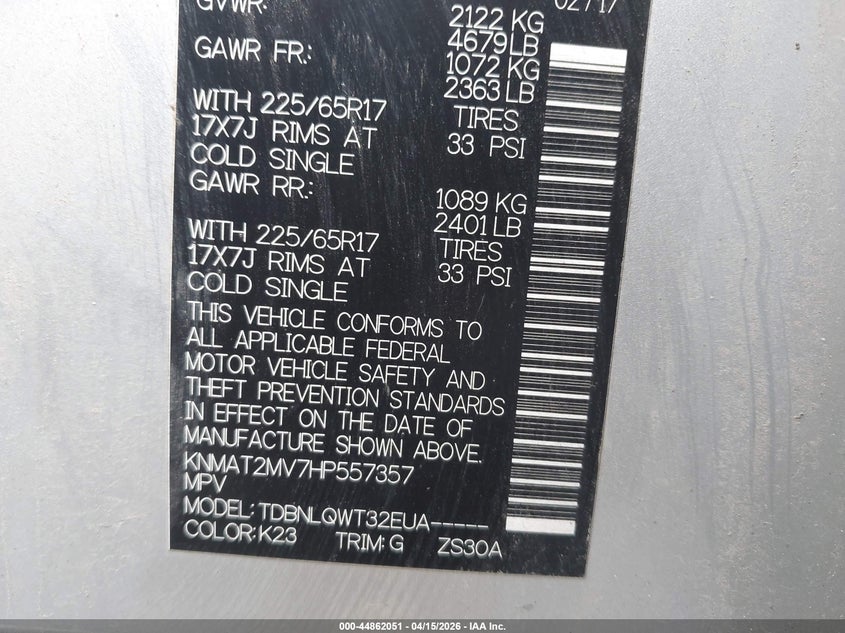 GVWR: 02717
2122 KG
4679 LB
GAWR FR.: 1072 KG
2363 LB
WITH 225/65R17 TIRES
17X7J RIMS AT 33 PSI
COLD SINGLE
GAWR RR.: 1089 KG
2401 LB
WITH 225/65R17 TIRES
17X7J RIMS AT 33 PSI
COLD SINGLE
THIS VEHICLE CONFORMS TO
ALL APPLICABLE FEDERAL
MOTOR VEHICLE SAFETY AND
THEFT PREVENTION STANDARDS
IN EFFECT ON THE DATE OF
MANUFACTURE SHOWN ABOVE.
KNMAT2MV7HP557357
MPV
MODEL: TDBNLQWT32EUA-----
COLOR: K23 TRIM: G ZS30A
000-44862051 - 04/15/2026 - IAA Inc.